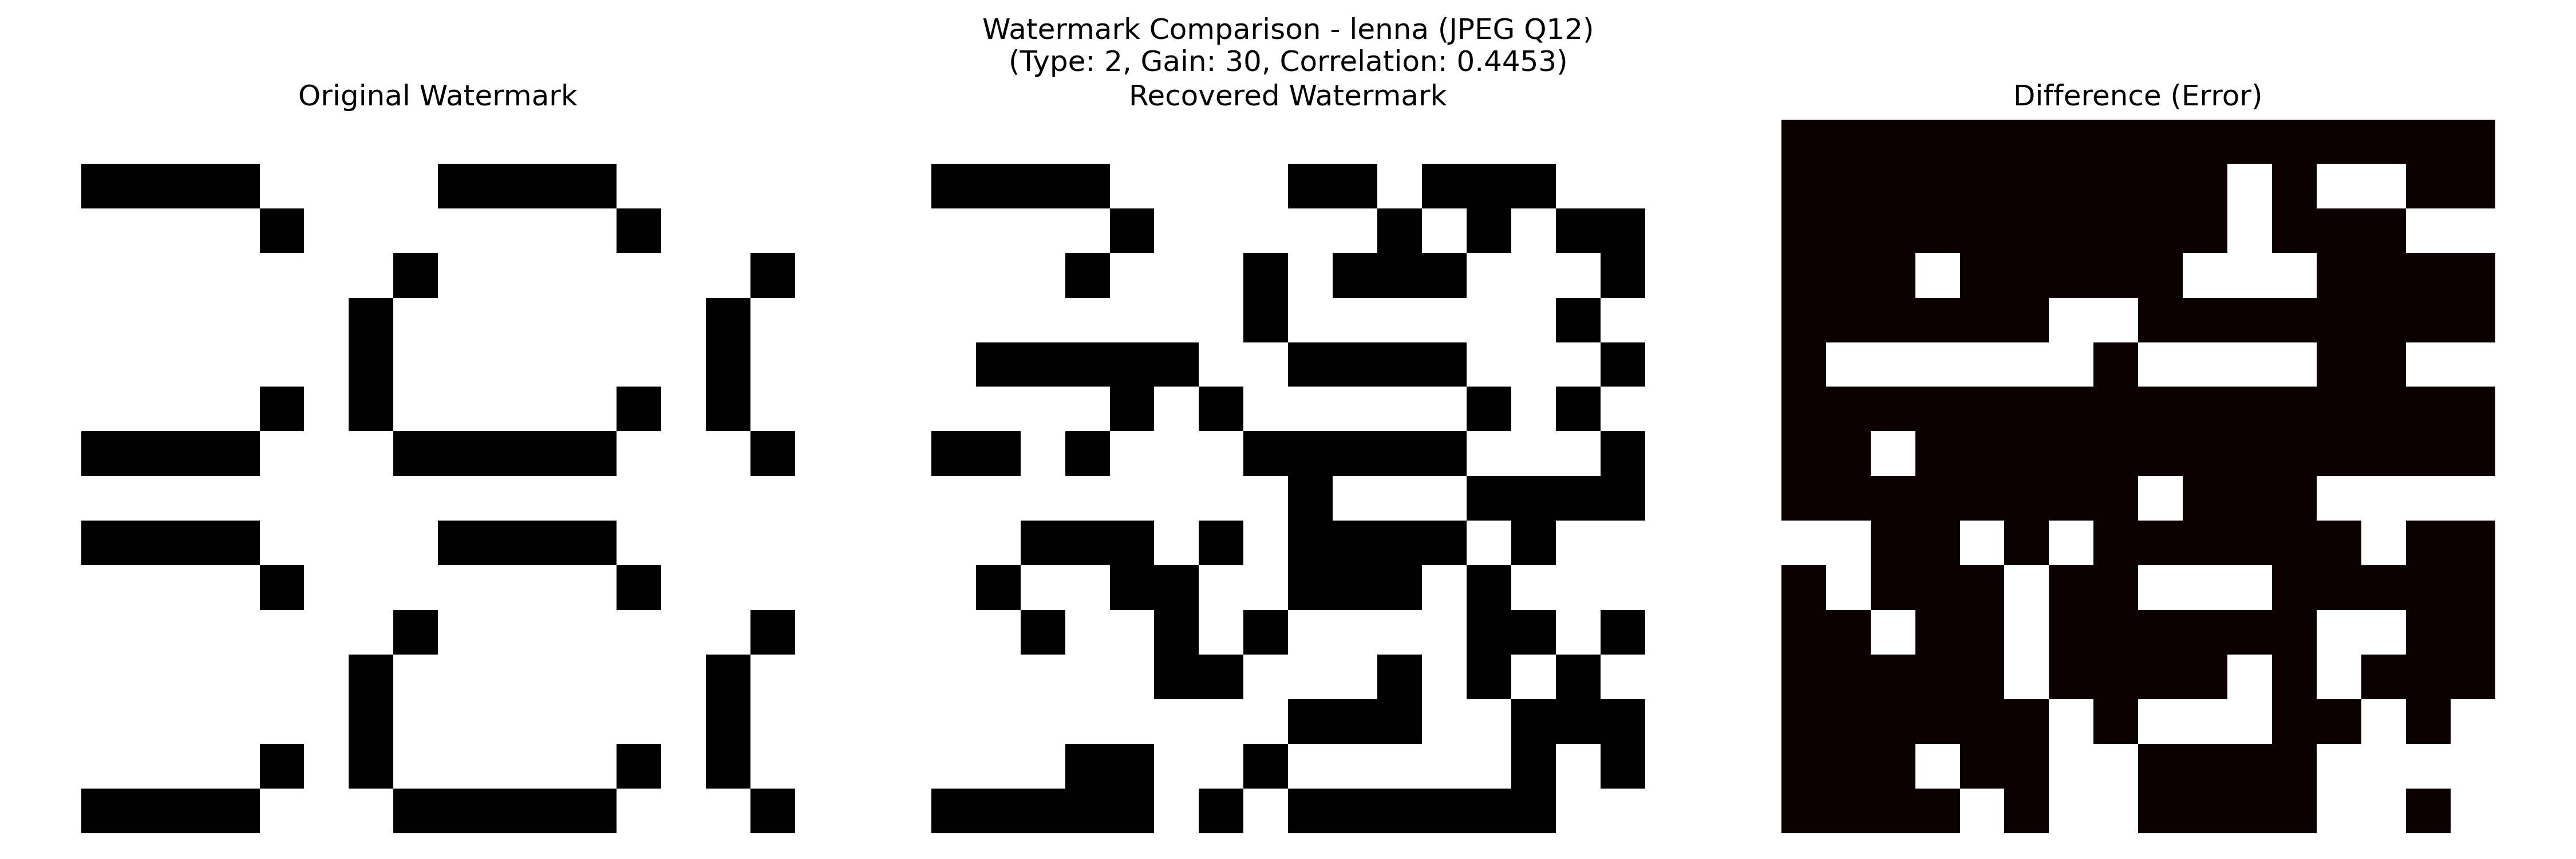 Watermark Comparison - lenna (JPEG Q12)
(Type: 2, Gain: 30, Correlation: 0.4453)
Original Watermark
Recovered Watermark
Difference (Error)